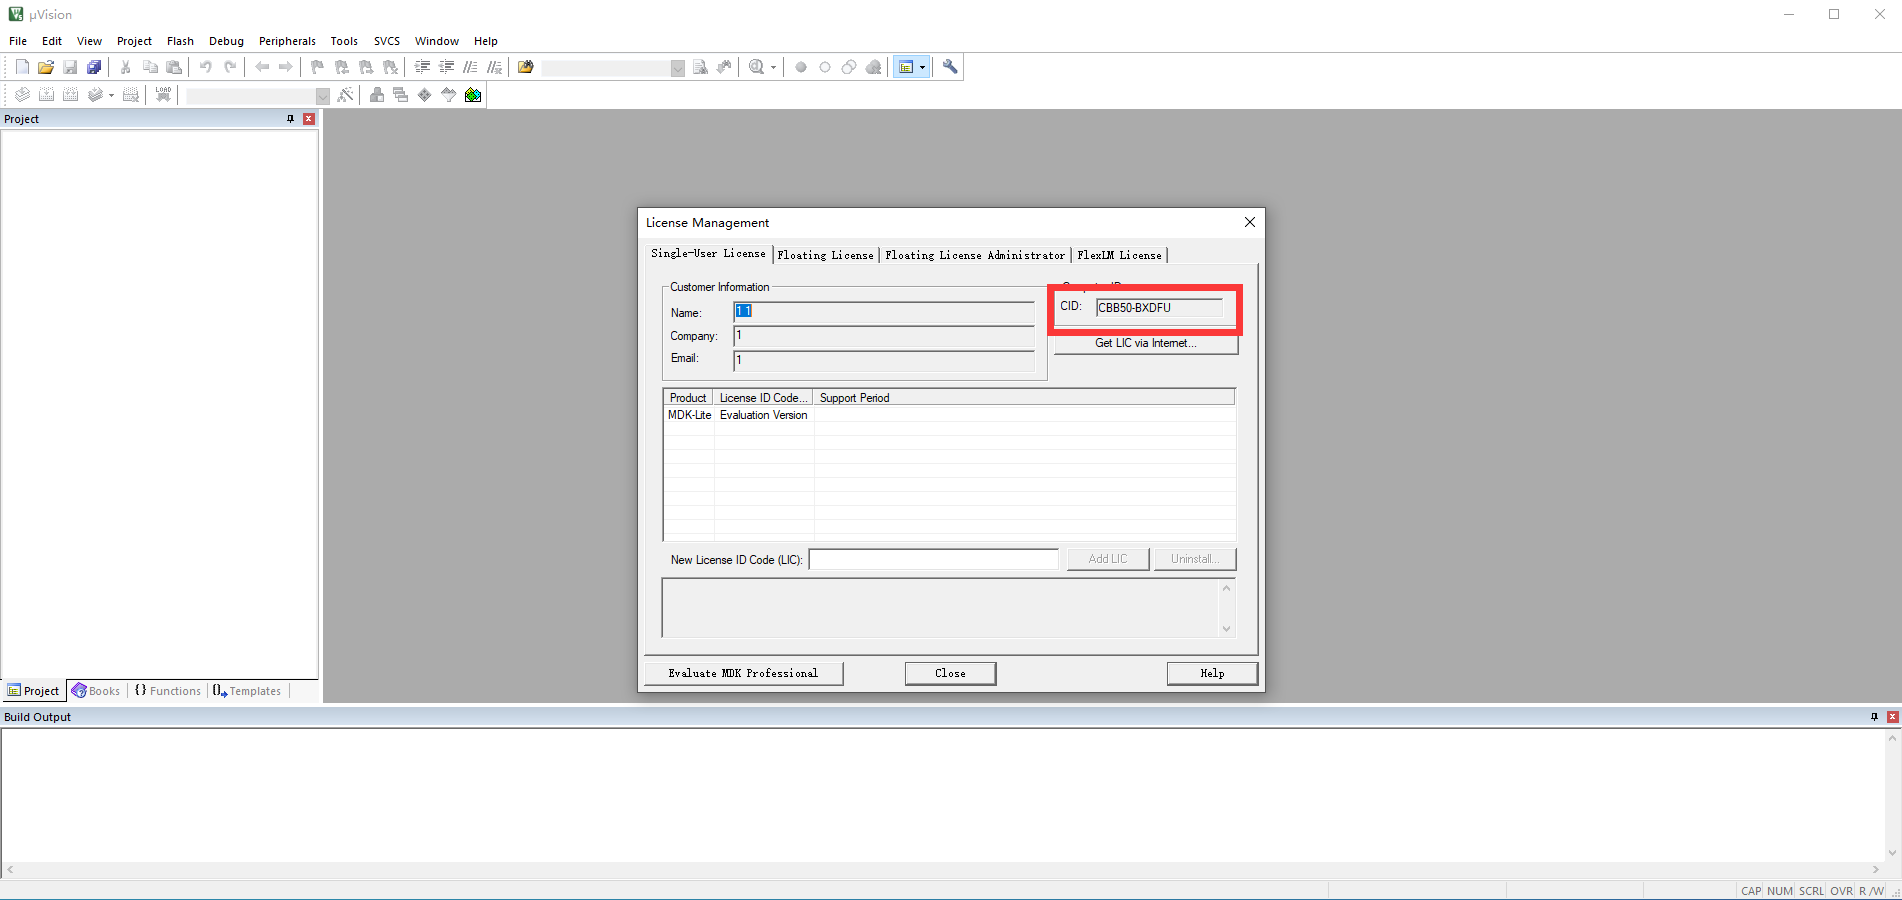 µVision
File Edit View Project Flash Debug Peripherals Tools SVCS Window Help
LOAD
Project
License Management
Single-User License Floating License Floating License Administrator FlexLM License
Customer Information
Name: 1 1
Company: 1
Email: 1
CID: CBB50-BXDFU
Get LIC via Internet...
Product License ID Code... Support Period
MDK-Lite Evaluation Version
New License ID Code (LIC): Add LIC Uninstall...
Evaluate MDK Professional Close Help
Project Books {} Functions Templates
Build Output
CAP NUM SCRL OVR R /W